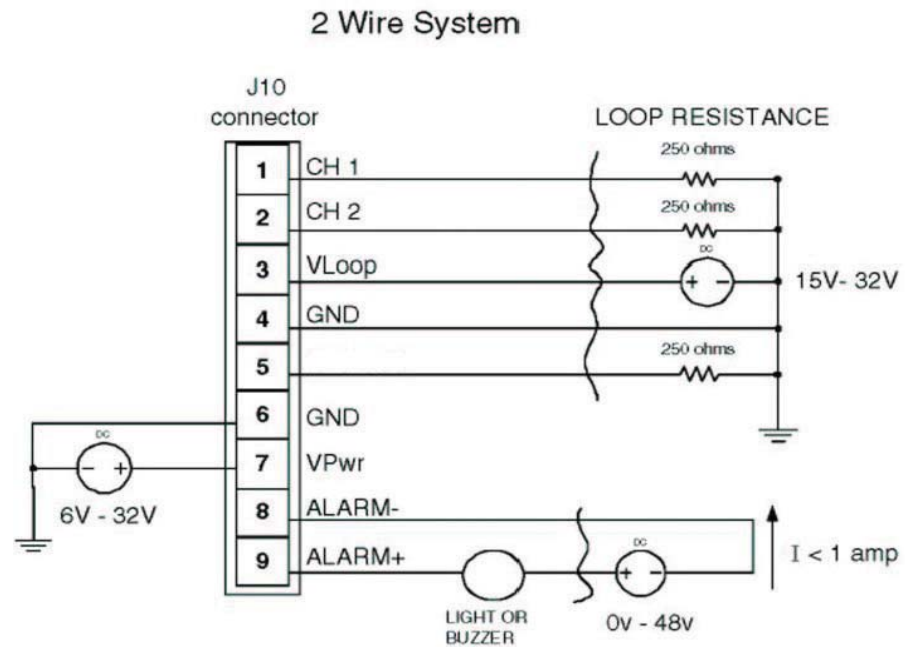 2 Wire System
J10
connector
LOOP RESISTANCE
250 ohms
1 CH 1
250 ohms
2 CH 2
DC
3 VLoop
15V- 32V
4 GND
250 ohms
5
6 GND
DC
- +
7 VPwr
+ -
6V - 32V
8 ALARM-
I < 1 amp
DC
9 ALARM+
+ -
LIGHT OR
BUZZER
0v - 48v